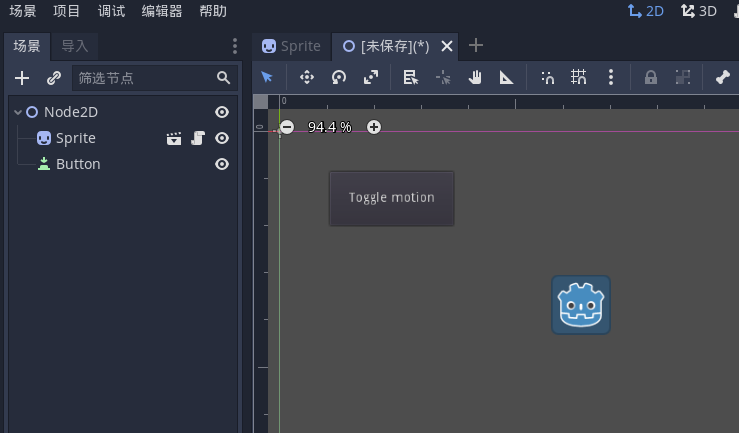 场景 项目 调试 编辑器 帮助 2D 3D
场景 导入 Sprite [未保存](*)
筛选节点
Node2D
Sprite
Button
0
0
94.4 %
Toggle motion